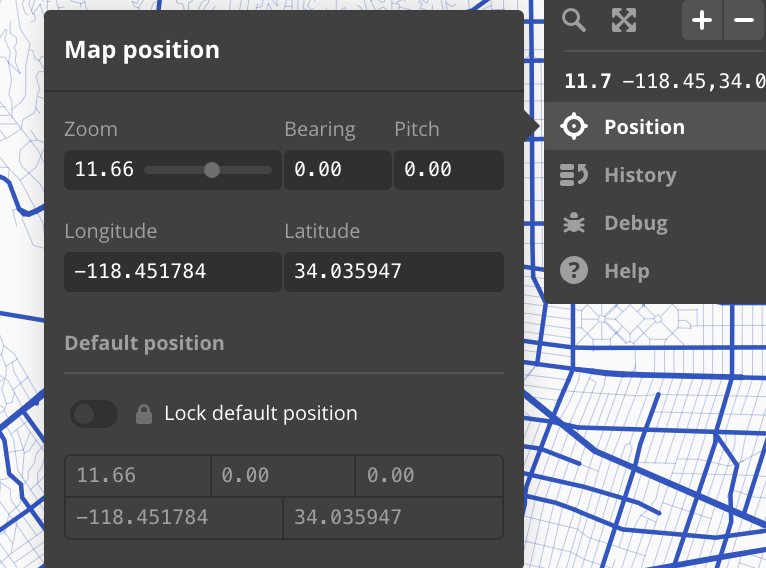 Map position
Zoom Bearing Pitch
11.66 0.00 0.00
Longitude Latitude
−118.451784 34.035947
Default position
Lock default position
11.66 0.00 0.00
−118.451784 34.035947
+ −
11.7 −118.45,34.0
Position
History
Debug
? Help